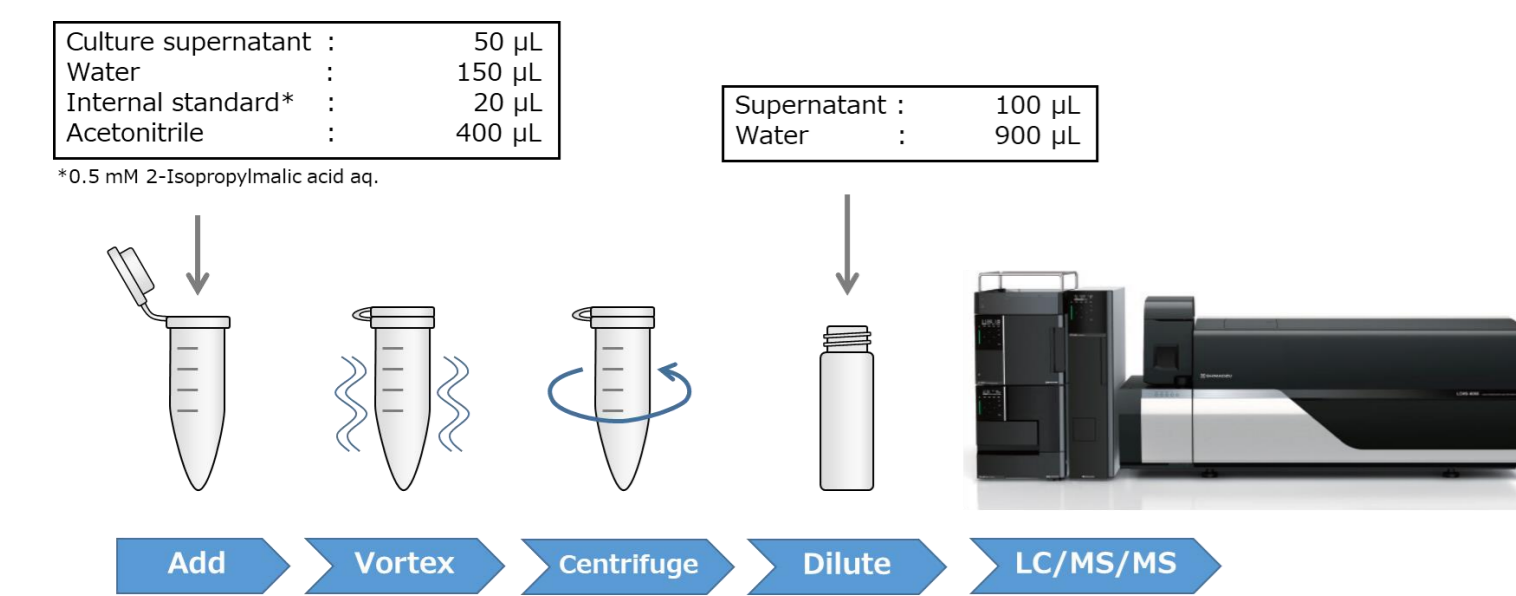 Culture supernatant : 50 µL
Water : 150 µL
Internal standard* : 20 µL
Acetonitrile : 400 µL
*0.5 mM 2-Isopropylmalic acid aq.
Supernatant : 100 µL
Water : 900 µL
SHIMADZU
Add
Vortex
Centrifuge
Dilute
LC/MS/MS